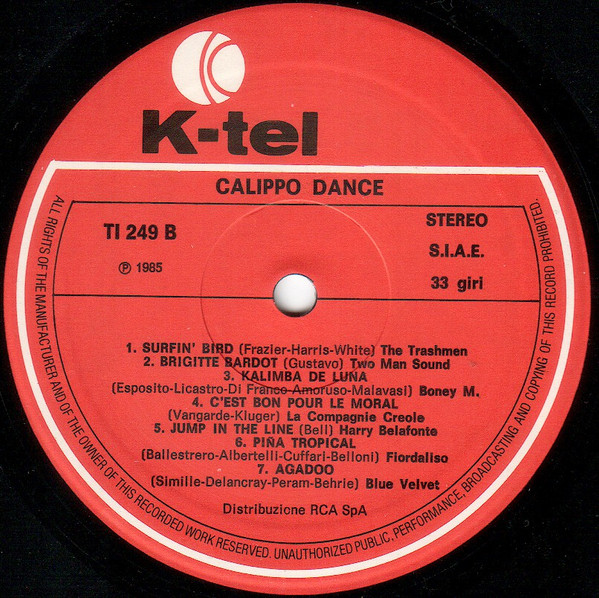 K-tel
CALIPPO DANCE
TI 249 B
STEREO
Ⓟ 1985
S.I.A.E.
33 giri
1. SURFIN' BIRD (Frazier-Harris-White) The Trashmen
2. BRIGITTE BARDOT (Gustavo) Two Man Sound
3. KALIMBA DE LUÑA
(Esposito-Licastro-Di Franco-Amoruso-Malavasi) Boney M.
4. C'EST BON POUR LE MORAL
(Vangarde-Kluger) La Compagnie Creole
5. JUMP IN THE LINE (Bell) Harry Belafonte
6. PIÑA TROPICAL
(Ballestrero-Albertelli-Cuffari-Belloni) Fiordaliso
7. AGADOO
(Simille-Delancray-Peram-Behrie) Blue Velvet
Distribuzione RCA SpA
ALL RIGHTS OF THE MANUFACTURER AND OF THE OWNER OF THIS RECORDED WORK RESERVED. UNAUTHORIZED PUBLIC, PERFORMANCE, BROADCASTING AND COPYING OF THIS RECORD PROHIBITED.